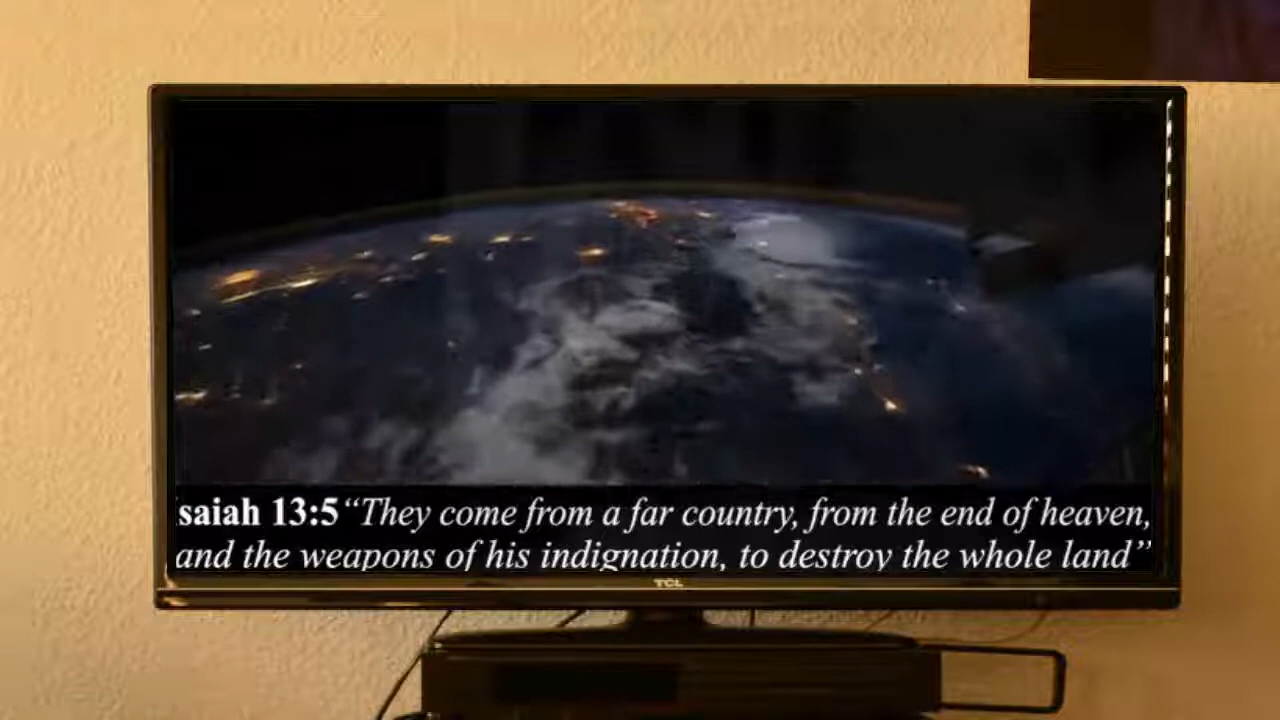 saiah 13:5 “They come from a far country, from the end of heaven,
and the weapons of his indignation, to destroy the whole land”
TCL